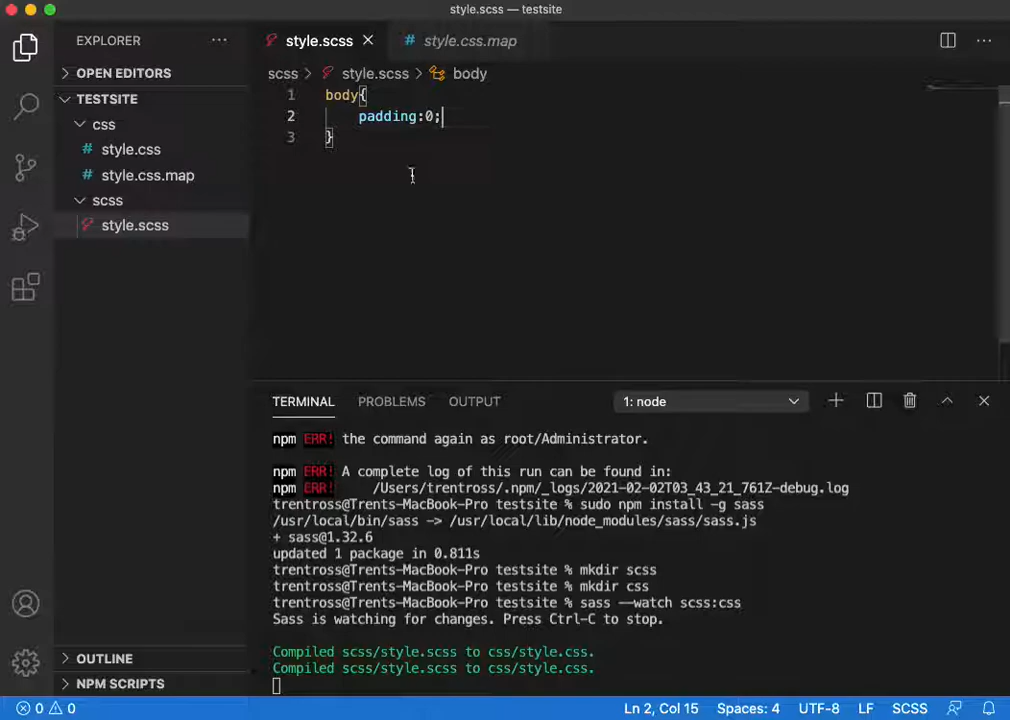 style.scss — testsite
EXPLORER
style.scss
style.css.map
OPEN EDITORS
scss > style.scss > body
TESTSITE
css
style.css
style.css.map
scss
style.scss
1 body{
2 padding:0;
3 }
TERMINAL PROBLEMS OUTPUT 1: node
npm ERR! the command again as root/Administrator.
npm ERR! A complete log of this run can be found in:
npm ERR! /Users/trentross/.npm/_logs/2021-02-02T03_43_21_761Z-debug.log
trentross@Trents-MacBook-Pro testsite % sudo npm install -g sass
/usr/local/bin/sass -> /usr/local/lib/node_modules/sass/sass.js
+ sass@1.32.6
updated 1 package in 0.811s
trentross@Trents-MacBook-Pro testsite % mkdir scss
trentross@Trents-MacBook-Pro testsite % mkdir css
trentross@Trents-MacBook-Pro testsite % sass --watch scss:css
Sass is watching for changes. Press Ctrl-C to stop.
Compiled scss/style.scss to css/style.css.
Compiled scss/style.scss to css/style.css.
OUTLINE
NPM SCRIPTS
0 0 Ln 2, Col 15 Spaces: 4 UTF-8 LF SCSS